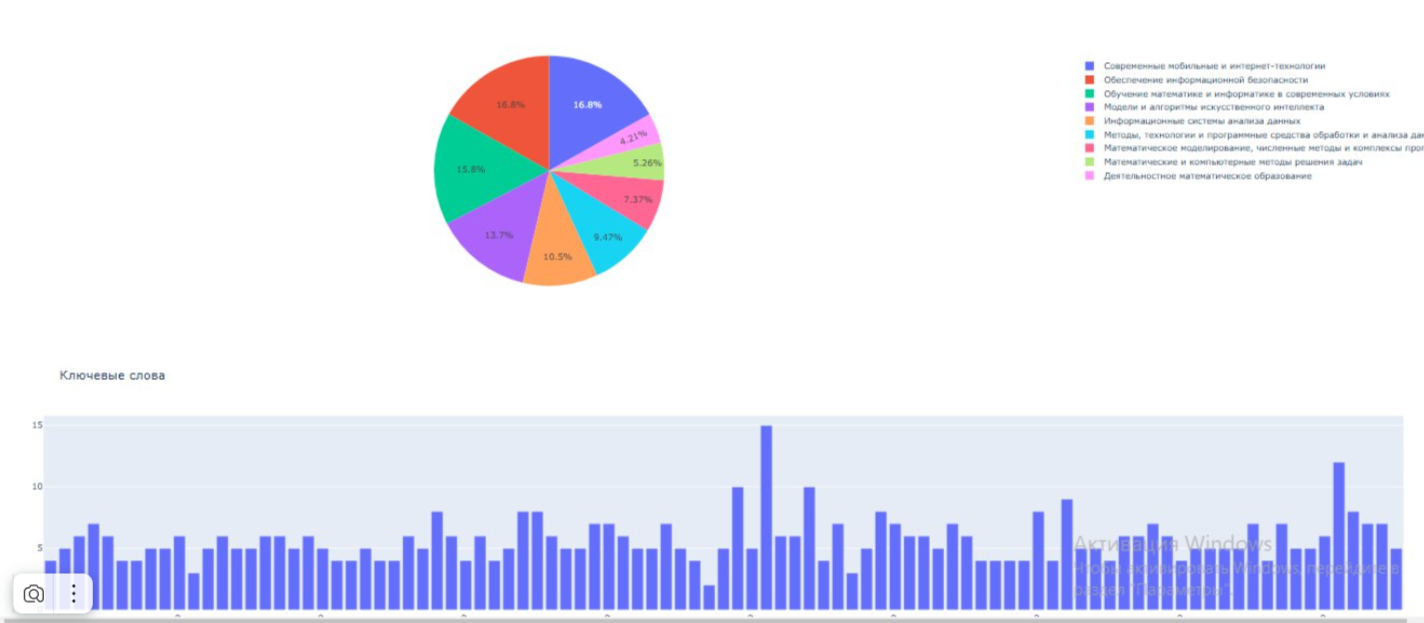 Современные мобильные и интернет-технологии
Обеспечение информационной безопасности
Обучение математике и информатике в современных условиях
Модели и алгоритмы искусственного интеллекта
Информационные системы анализа данных
Методы, технологии и программные средства обработки и анализа
Математическое моделирование, численные методы и комплексы
Математические и компьютерные методы решения задач
Деятельностное математическое образование
16.8%
16.8%
4.21%
5.26%
15.8%
7.37%
13.7%
9.47%
10.5%
Ключевые слова
15
10
5
Активация Windows
Чтобы активировать Windows, перейдите в
раздел "Параметры".